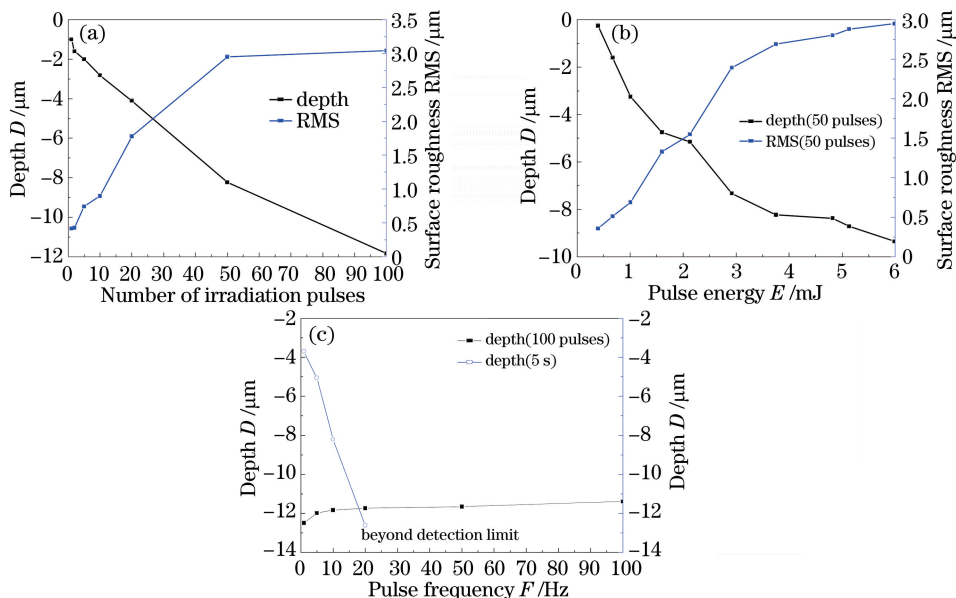 (a)
Depth D /μm
0
−2
−4
−6
−8
−10
−12
depth
RMS
3.5
3.0
2.5
2.0
1.5
1.0
0.5
0
Surface roughness RMS /μm
0 10 20 30 40 50 60 70 80 90 100
Number of irradiation pulses
(b)
Depth D /μm
0
−2
−4
−6
−8
−10
depth(50 pulses)
RMS(50 pulses)
3.0
2.5
2.0
1.5
1.0
0.5
0
Surface roughness RMS /μm
0 1 2 3 4 5 6
Pulse energy E /mJ
(c)
Depth D /μm
−2
−4
−6
−8
−10
−12
−14
depth(100 pulses)
depth(5 s)
beyond detection limit
−2
−4
−6
−8
−10
−12
−14
Depth D /μm
0 10 20 30 40 50 60 70 80 90 100
Pulse frequency F /Hz